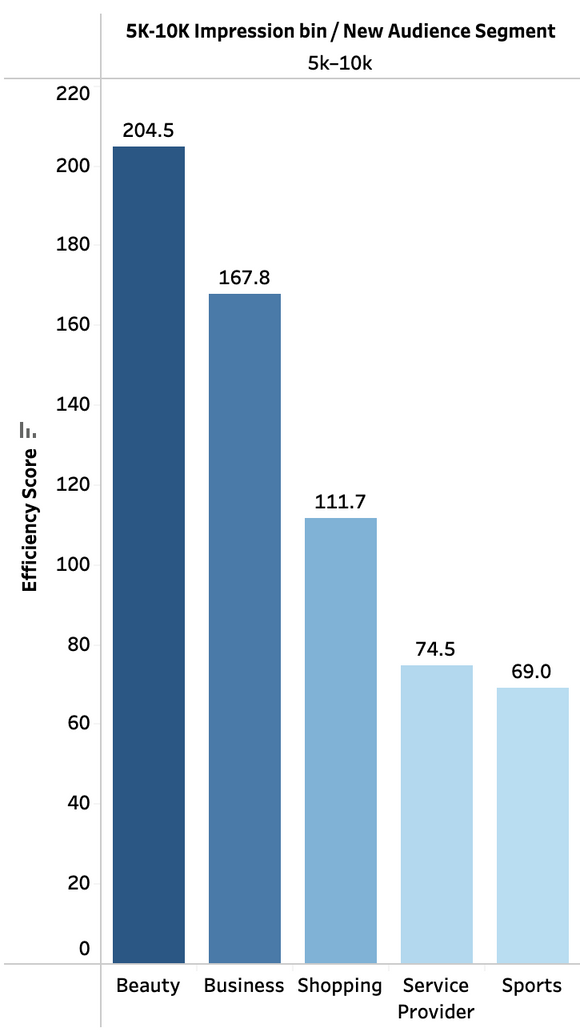 5K-10K Impression bin / New Audience Segment
5k–10k
220
200
180
160
140
120
100
80
60
40
20
0
Efficiency Score
204.5
167.8
111.7
74.5
69.0
Beauty
Business
Shopping
Service
Provider
Sports